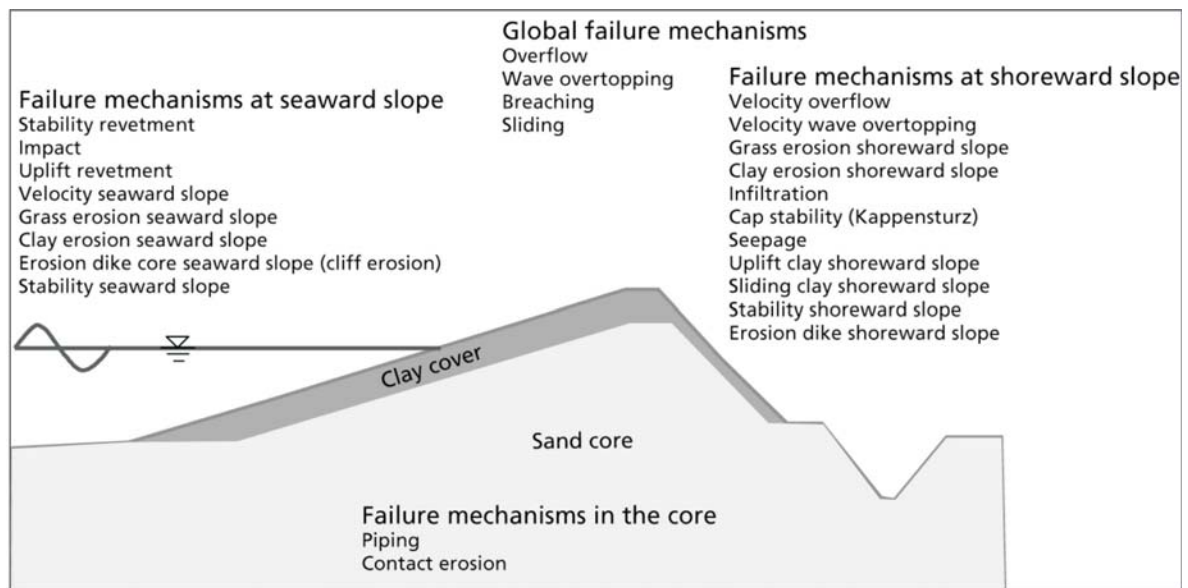 Global failure mechanisms
Overflow
Wave overtopping
Breaching
Sliding
Failure mechanisms at seaward slope
Stability revetment
Impact
Uplift revetment
Velocity seaward slope
Grass erosion seaward slope
Clay erosion seaward slope
Erosion dike core seaward slope (cliff erosion)
Stability seaward slope
Failure mechanisms at shoreward slope
Velocity overflow
Velocity wave overtopping
Grass erosion shoreward slope
Clay erosion shoreward slope
Infiltration
Cap stability (Kappensturz)
Seepage
Uplift clay shoreward slope
Sliding clay shoreward slope
Stability shoreward slope
Erosion dike shoreward slope
Clay cover
Sand core
Failure mechanisms in the core
Piping
Contact erosion